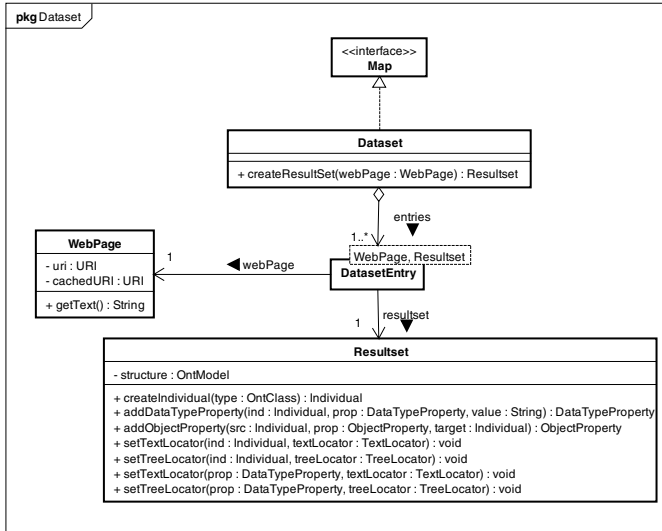 pkg Dataset
<<interface>>
Map
Dataset
+ createResultSet(webPage : WebPage) : Resultset
entries
1..*
WebPage, Resultset
DatasetEntry
webPage
1
WebPage
- uri : URI
- cachedURI : URI
+ getText() : String
resultset
1
Resultset
- structure : OntModel
+ createIndividual(type : OntClass) : Individual
+ addDataTypeProperty(ind : Individual, prop : DataTypeProperty, value : String) : DataTypeProperty
+ addObjectProperty(src : Individual, prop : ObjectProperty, target : Individual) : ObjectProperty
+ setTextLocator(ind : Individual, textLocator : TextLocator) : void
+ setTreeLocator(ind : Individual, treeLocator : TreeLocator) : void
+ setTextLocator(prop : DataTypeProperty, textLocator : TextLocator) : void
+ setTreeLocator(prop : DataTypeProperty, treeLocator : TreeLocator) : void